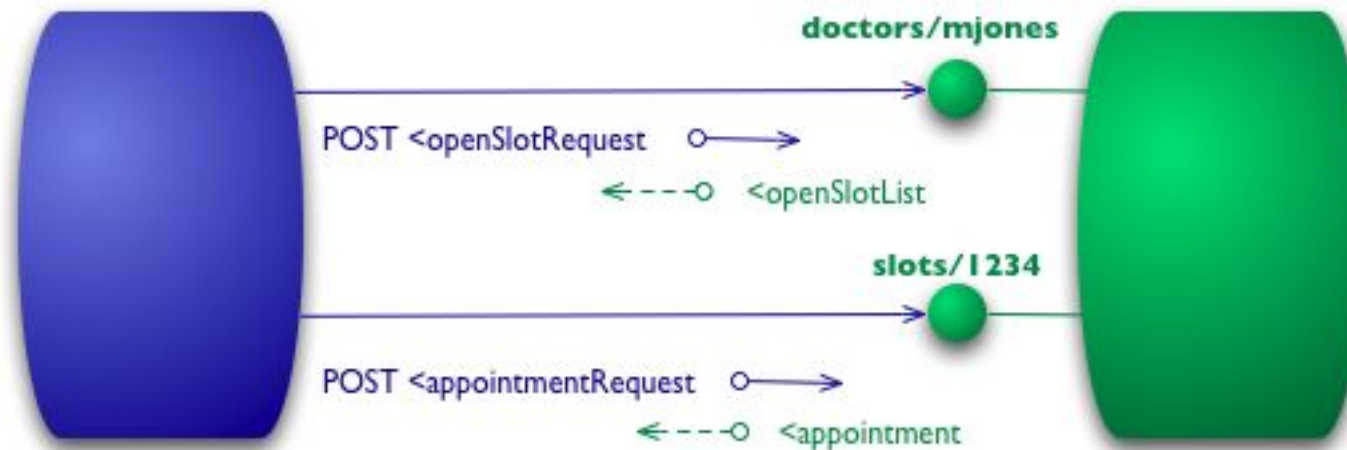 doctors/mjones
POST <openSlotRequest
<openSlotList
slots/1234
POST <appointmentRequest
<appointment